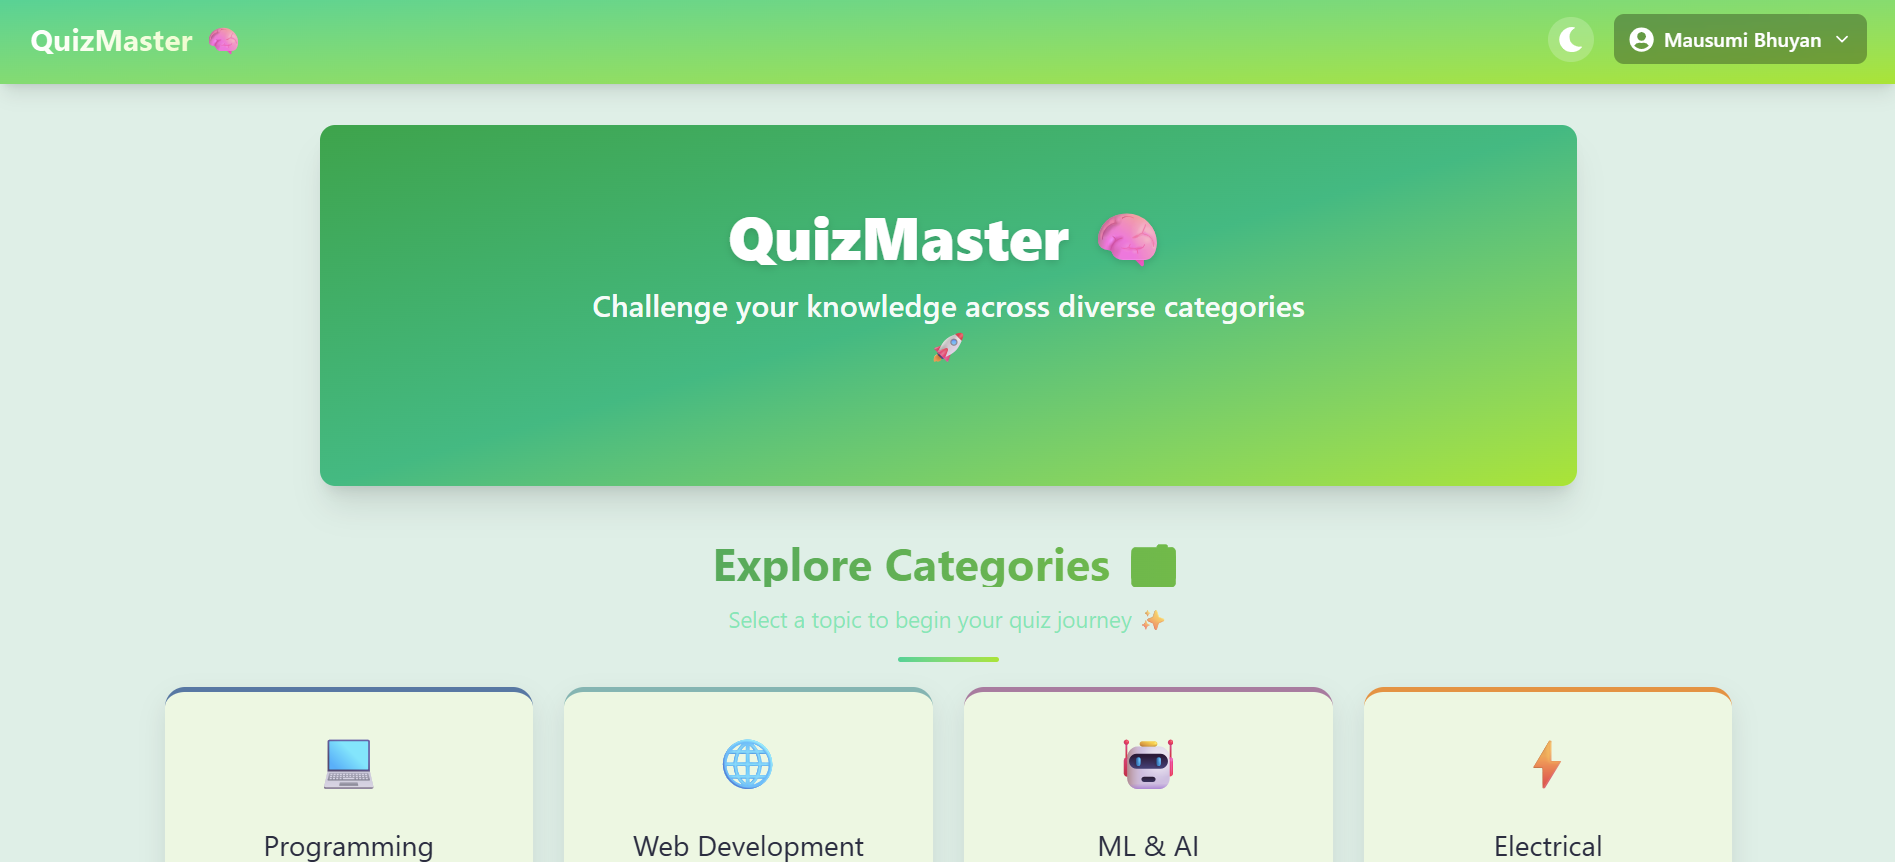 QuizMaster 🧠
Mausumi Bhuyan
QuizMaster 🧠
Challenge your knowledge across diverse categories
🚀
Explore Categories
Select a topic to begin your quiz journey ✨
Programming
Web Development
ML & AI
Electrical